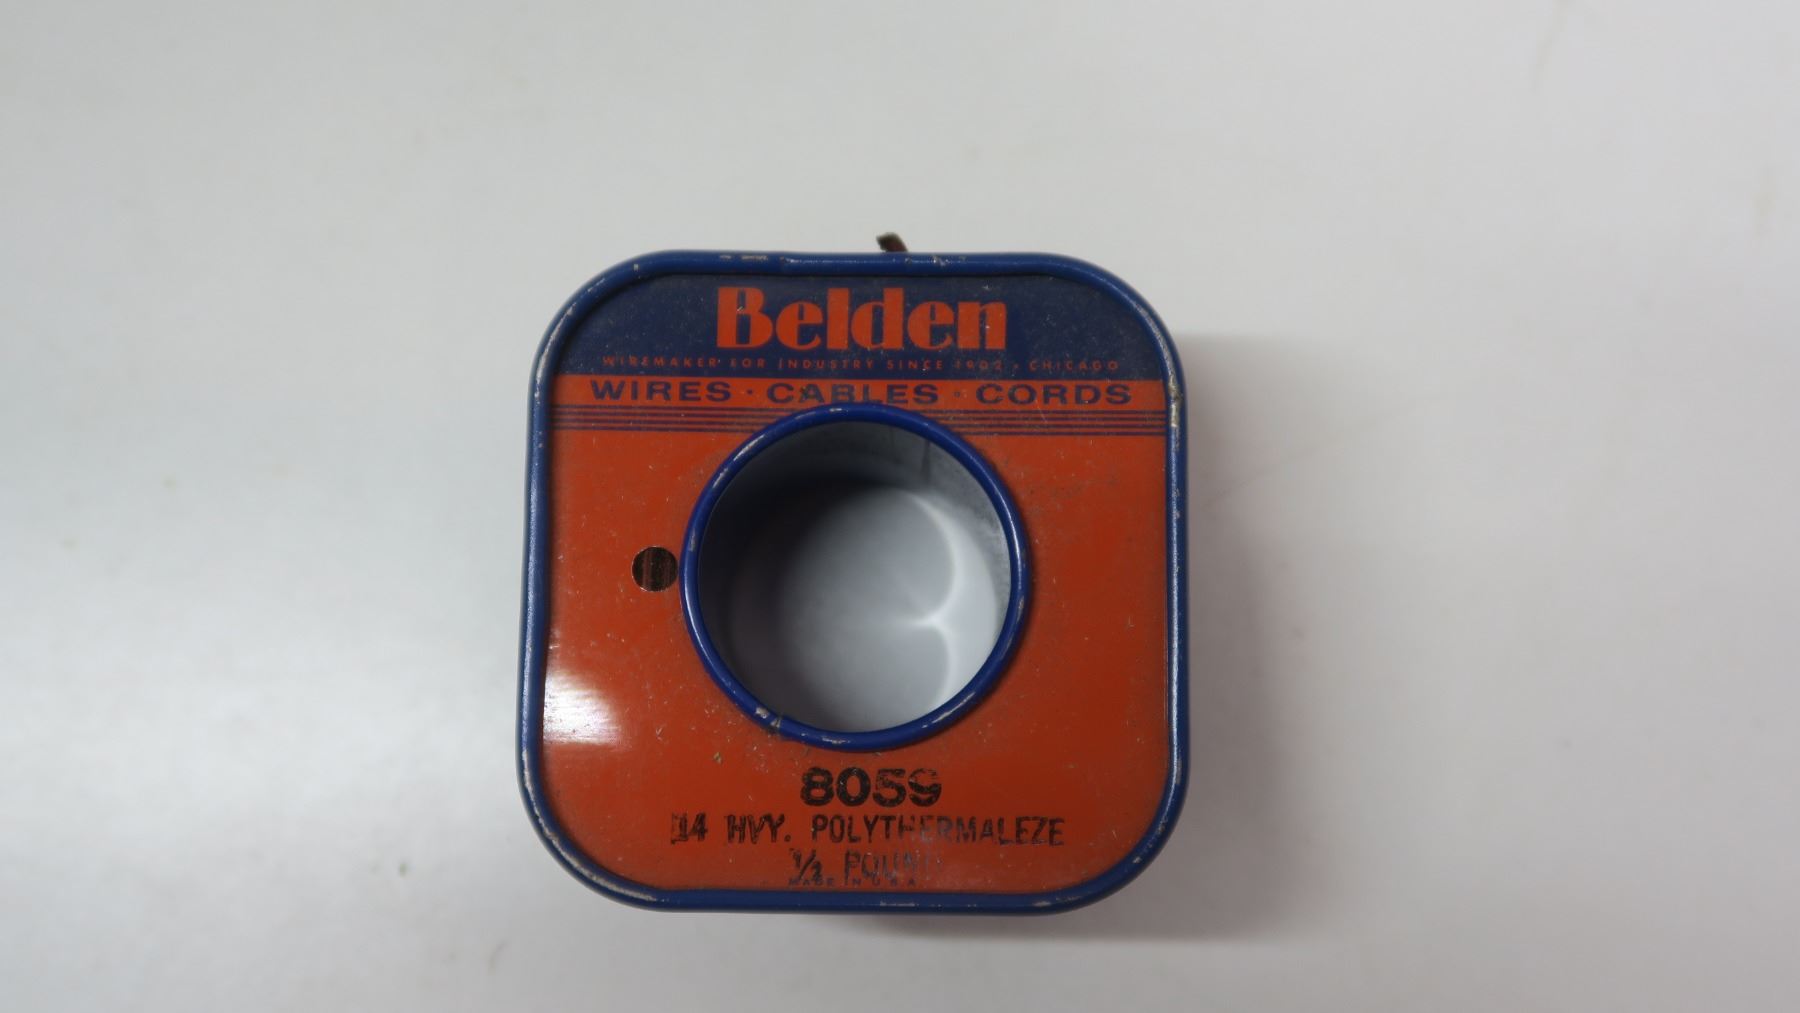 Belden
WIREMAKER FOR INDUSTRY SINCE 1902 • CHICAGO
WIRES • CABLES • CORDS
8059
14 HVY. POLYTHERMALEZE
1/2 POUND
MADE IN U.S.A.